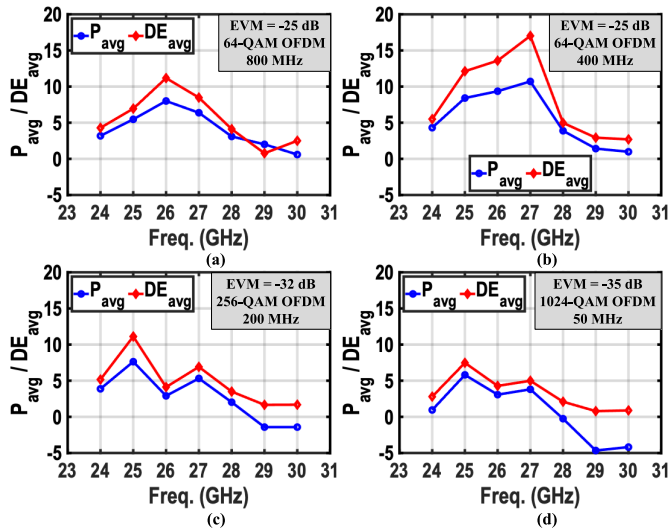 EVM = -25 dB
64-QAM OFDM
800 MHz
P_avg DE_avg
P_avg / DE_avg
20
15
10
5
0
-5
23 24 25 26 27 28 29 30 31
Freq. (GHz)
(a)
EVM = -25 dB
64-QAM OFDM
400 MHz
P_avg DE_avg
P_avg / DE_avg
20
15
10
5
0
-5
23 24 25 26 27 28 29 30 31
Freq. (GHz)
(b)
EVM = -32 dB
256-QAM OFDM
200 MHz
P_avg DE_avg
P_avg / DE_avg
20
15
10
5
0
-5
23 24 25 26 27 28 29 30 31
Freq. (GHz)
(c)
EVM = -35 dB
1024-QAM OFDM
50 MHz
P_avg DE_avg
P_avg / DE_avg
20
15
10
5
0
-5
23 24 25 26 27 28 29 30 31
Freq. (GHz)
(d)